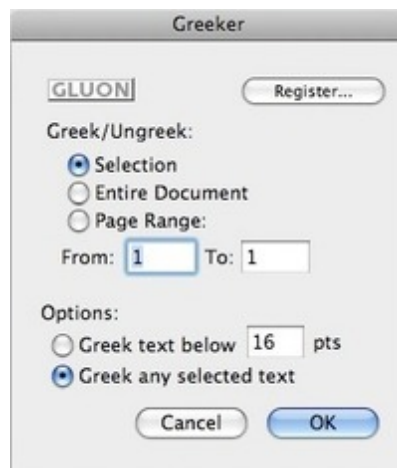 Greeker
GLUON Register...
Greek/Ungreek:
Selection
Entire Document
Page Range:
From: 1 To: 1
Options:
Greek text below 16 pts
Greek any selected text
Cancel OK